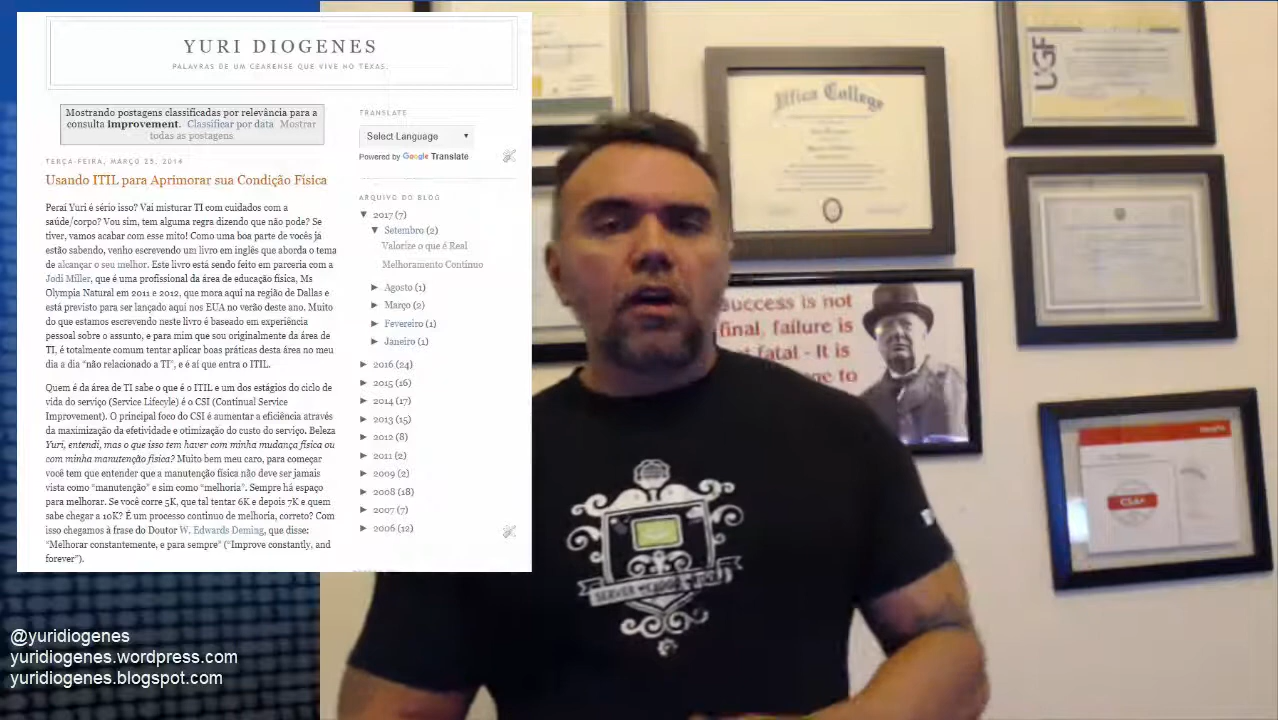 YURI DIOGENES
PALAVRAS DE UM CEARENSE QUE VIVE NO TEXAS.
Mostrando postagens classificadas por relevância para a
consulta improvement. Classificar por data Mostrar
todas as postagens
TERÇA-FEIRA, MARÇO 25, 2014
Usando ITIL para Aprimorar sua Condição Física
Peraí Yuri é sério isso? Vai misturar TI com cuidados com a
saúde/corpo? Vou sim, tem alguma regra dizendo que não pode? Se
tiver, vamos acabar com esse mito! Como uma boa parte de vocês já
estão sabendo, venho escrevendo um livro em inglês que aborda o tema
de alcançar o seu melhor. Este livro está sendo feito em parceria com a
Jodi Miller, que é uma profissional da área de educação física, Ms
Olympia Natural em 2011 e 2012, que mora aqui na região de Dallas e
está previsto para ser lançado aqui nos EUA no verão deste ano. Muito
do que estamos escrevendo neste livro é baseado em experiência
pessoal sobre o assunto, e para mim que sou originalmente da área de
TI, é totalmente comum tentar aplicar boas práticas desta área no meu
dia a dia "não relacionado a TI", e é ai que entra o ITIL.
Quem é da área de TI sabe o que é o ITIL e um dos estágios do ciclo de
vida do serviço (Service Lifecyle) é o CSI (Continual Service
Improvement). O principal foco do CSI é aumentar a eficiência através
da maximização da efetividade e otimização do custo do serviço. Beleza
Yuri, entendi, mas o que isso tem haver com minha mudança física ou
com minha manutenção física? Muito bem meu caro, para começar
você tem que entender que a manutenção física não deve ser jamais
vista como "manutenção" e sim como "melhoria". Sempre há espaço
para melhorar. Se você corre 5K, que tal tentar 6K e depois 7K e quem
sabe chegar a 10K? É um processo continuo de melhoria, correto? Com
isso chegamos à frase do Doutor W. Edwards Deming, que disse:
"Melhorar constantemente, e para sempre" ("Improve constantly, and
forever").
TRANSLATE
Select Language
Powered by Google Translate
ARQUIVO DO BLOG
▼ 2017 (7)
▼ Setembro (2)
Valorize o que é Real
Melhoramento Contínuo
► Agosto (1)
► Março (2)
► Fevereiro (1)
► Janeiro (1)
► 2016 (24)
► 2015 (16)
► 2014 (17)
► 2013 (15)
► 2012 (8)
► 2011 (2)
► 2009 (2)
► 2008 (18)
► 2007 (7)
► 2006 (12)
@yuridiogenes
yuridiogenes.wordpress.com
yuridiogenes.blogspot.com
Utica College
UGF
success is not
final, failure is
fatal - It is
to
CSA+
SERVER